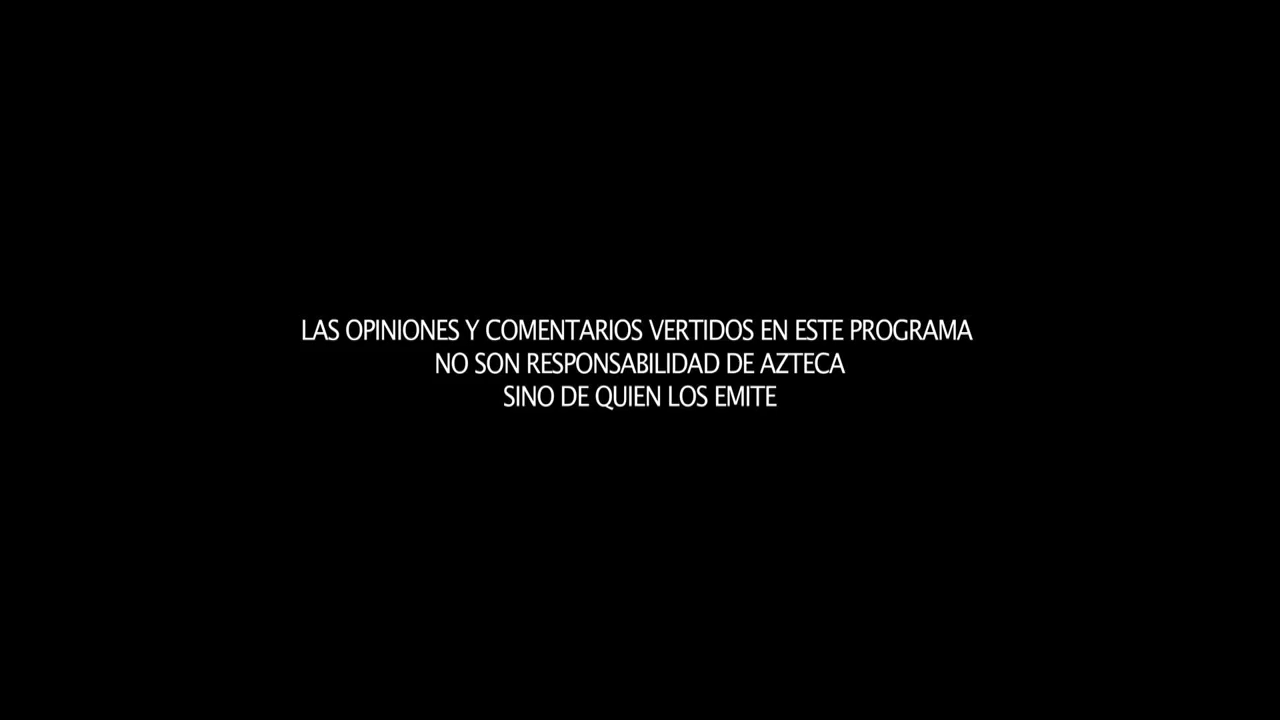 LAS OPINIONES Y COMENTARIOS VERTIDOS EN ESTE PROGRAMA
NO SON RESPONSABILIDAD DE AZTECA
SINO DE QUIEN LOS EMITE